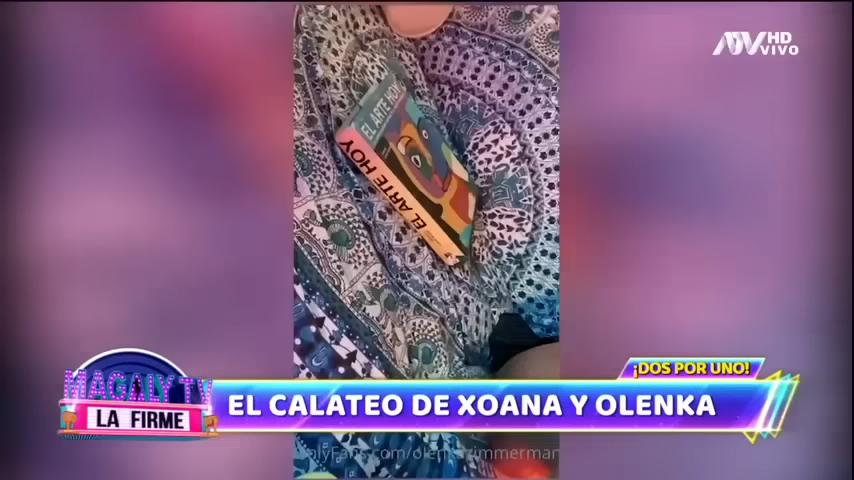 ATV HD
VIVO
EL ARTE HOY
EL ARTE HOY
¡DOS POR UNO!
MAGALY TV
LA FIRME
EL CALATEO DE XOANA Y OLENKA